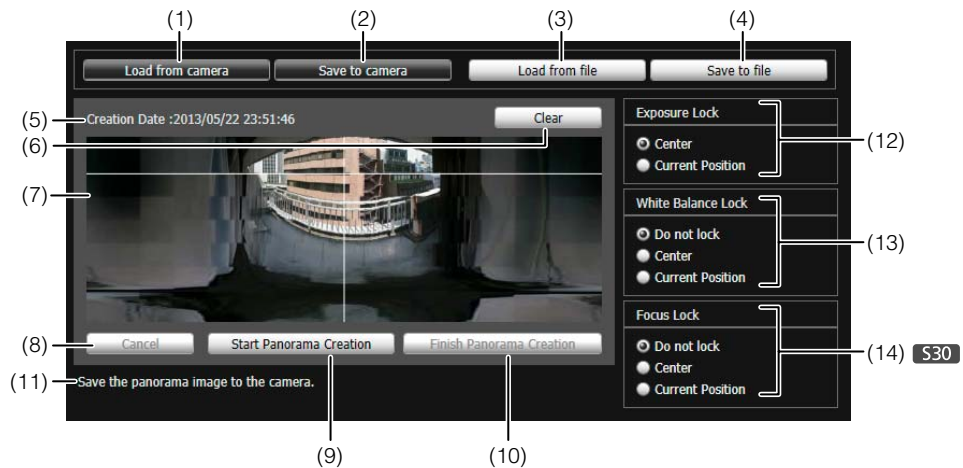 (1) (2) (3) (4)
Load from camera Save to camera Load from file Save to file
(5) Creation Date :2013/05/22 23:51:46 Clear
(6)
(7)
Exposure Lock
Center
Current Position
(12)
White Balance Lock
Do not lock
Center
Current Position
(13)
Focus Lock
Do not lock
Center
Current Position
(14) S30
(8) Cancel Start Panorama Creation Finish Panorama Creation
(11) Save the panorama image to the camera.
(9) (10)